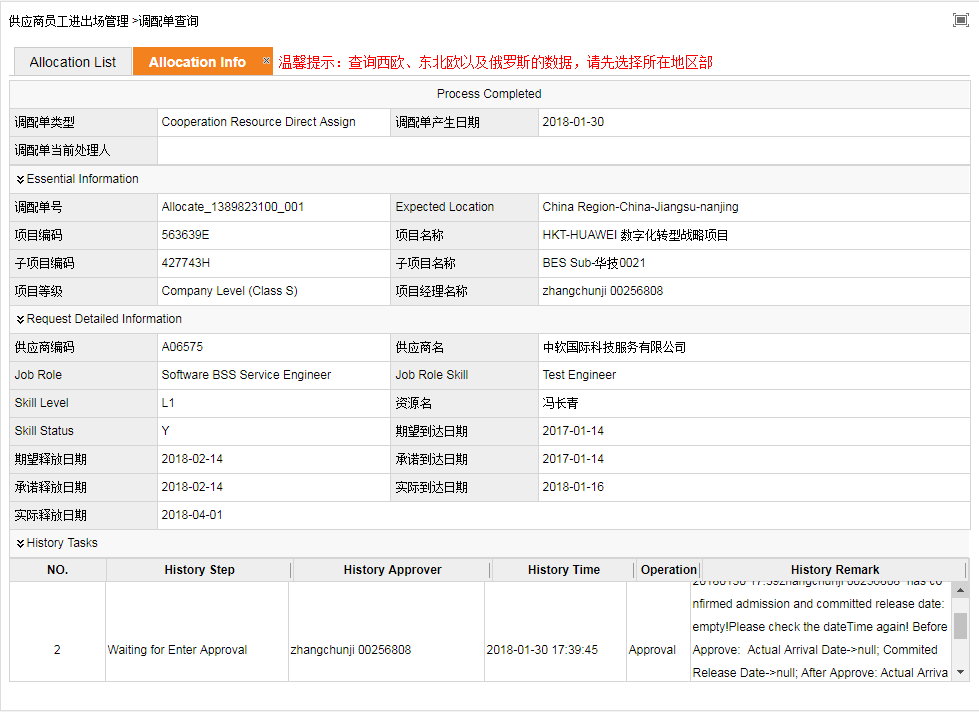 供应商员工进出场管理 >调配单查询
Allocation List Allocation Info × 温馨提示：查询西欧、东北欧以及俄罗斯的数据，请先选择所在地区部
Process Completed
调配单类型 Cooperation Resource Direct Assign 调配单产生日期 2018-01-30
调配单当前处理人
Essential Information
调配单号 Allocate_1389823100_001 Expected Location China Region-China-Jiangsu-nanjing
项目编码 563639E 项目名称 HKT-HUAWEI 数字化转型战略项目
子项目编码 427743H 子项目名称 BES Sub-华技0021
项目等级 Company Level (Class S) 项目经理名称 zhangchunji 00256808
Request Detailed Information
供应商编码 A06575 供应商名 中软国际科技服务有限公司
Job Role Software BSS Service Engineer Job Role Skill Test Engineer
Skill Level L1 资源名 冯长青
Skill Status Y 期望到达日期 2017-01-14
期望释放日期 2018-02-14 承诺到达日期 2017-01-14
承诺释放日期 2018-02-14 实际到达日期 2018-01-16
实际释放日期 2018-04-01
History Tasks
NO. History Step History Approver History Time Operation History Remark
20180130 17:39zhangchunji 00256808 has co
nfirmed admission and committed release date:
empty!Please check the dateTime again! Before
2 Waiting for Enter Approval zhangchunji 00256808 2018-01-30 17:39:45 Approval Approve: Actual Arrival Date->null; Commited
Release Date->null; After Approve: Actual Arriva